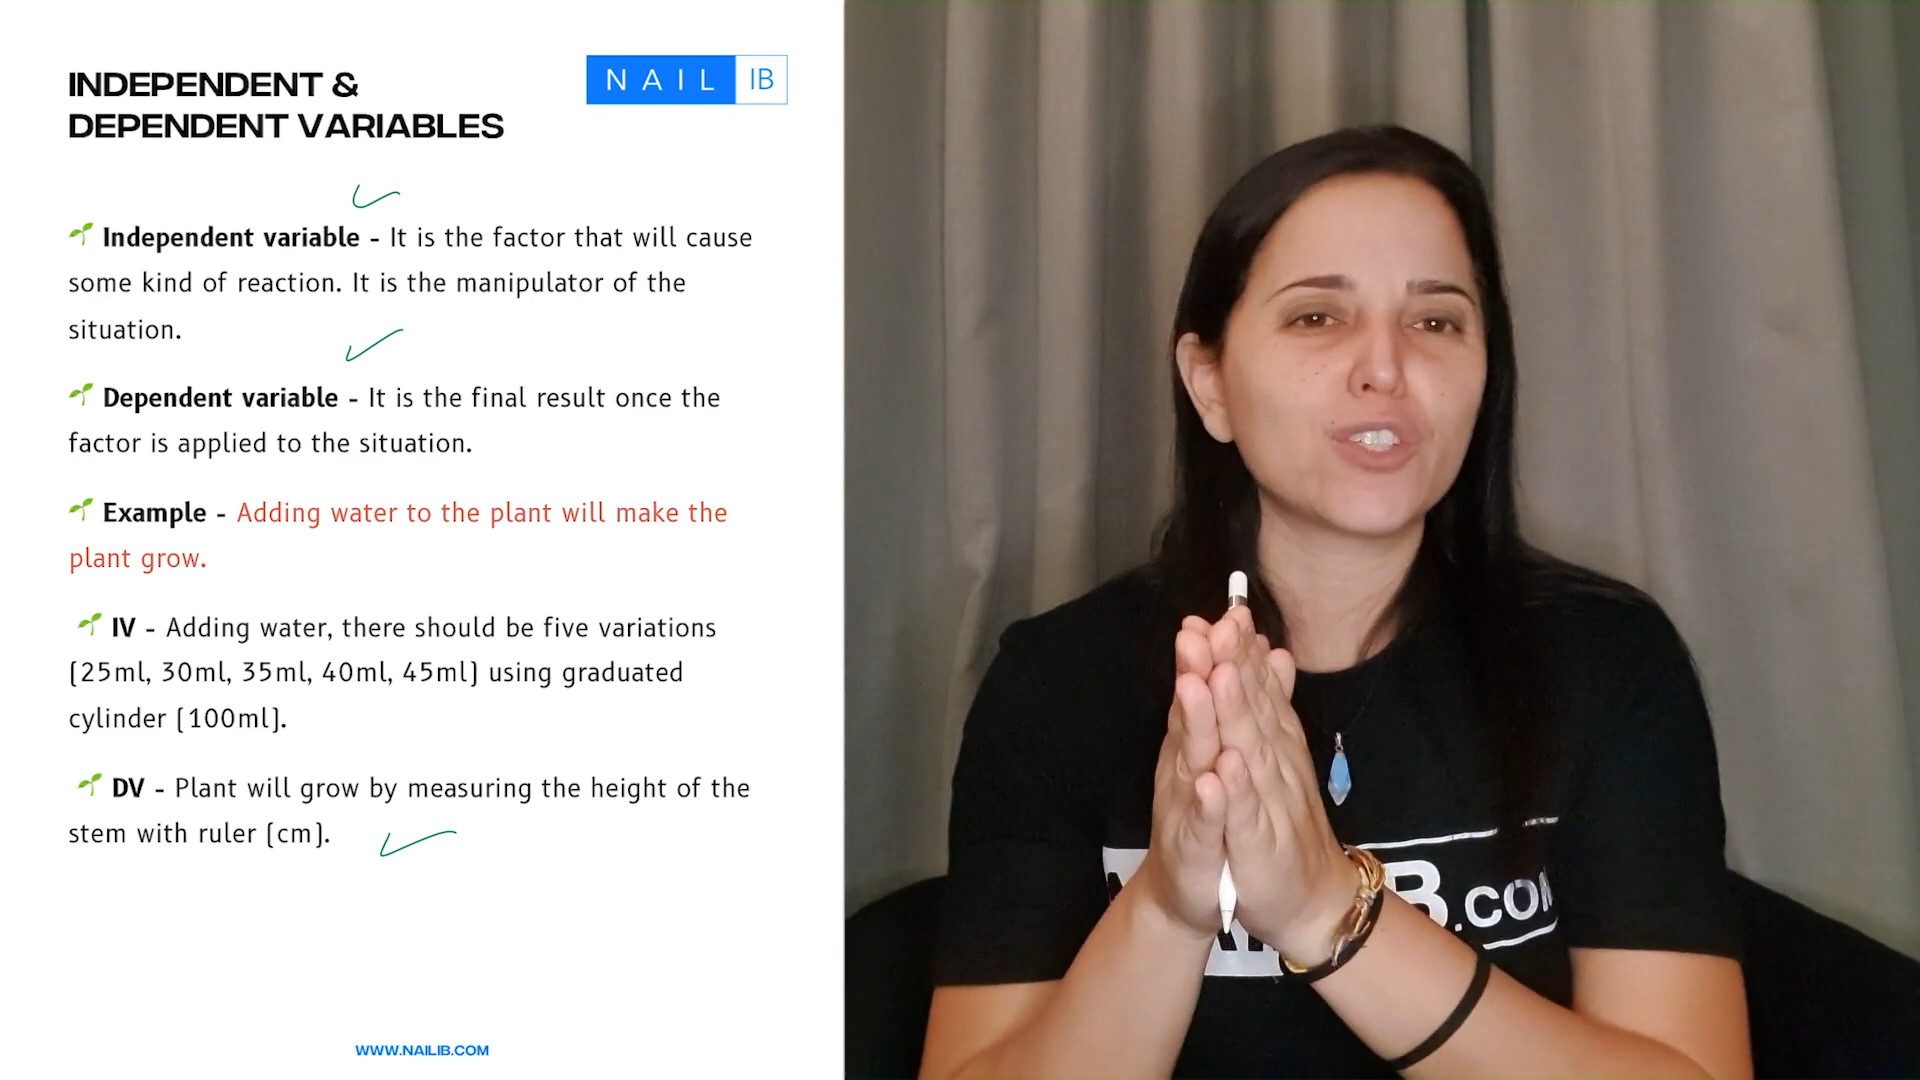 INDEPENDENT &
DEPENDENT VARIABLES
NAIL IB
Independent variable - It is the factor that will cause
some kind of reaction. It is the manipulator of the
situation.
Dependent variable - It is the final result once the
factor is applied to the situation.
Example - Adding water to the plant will make the
plant grow.
IV - Adding water, there should be five variations
(25ml, 30ml, 35ml, 40ml, 45ml) using graduated
cylinder (100ml).
DV - Plant will grow by measuring the height of the
stem with ruler (cm).
WWW.NAILIB.COM
B.COM